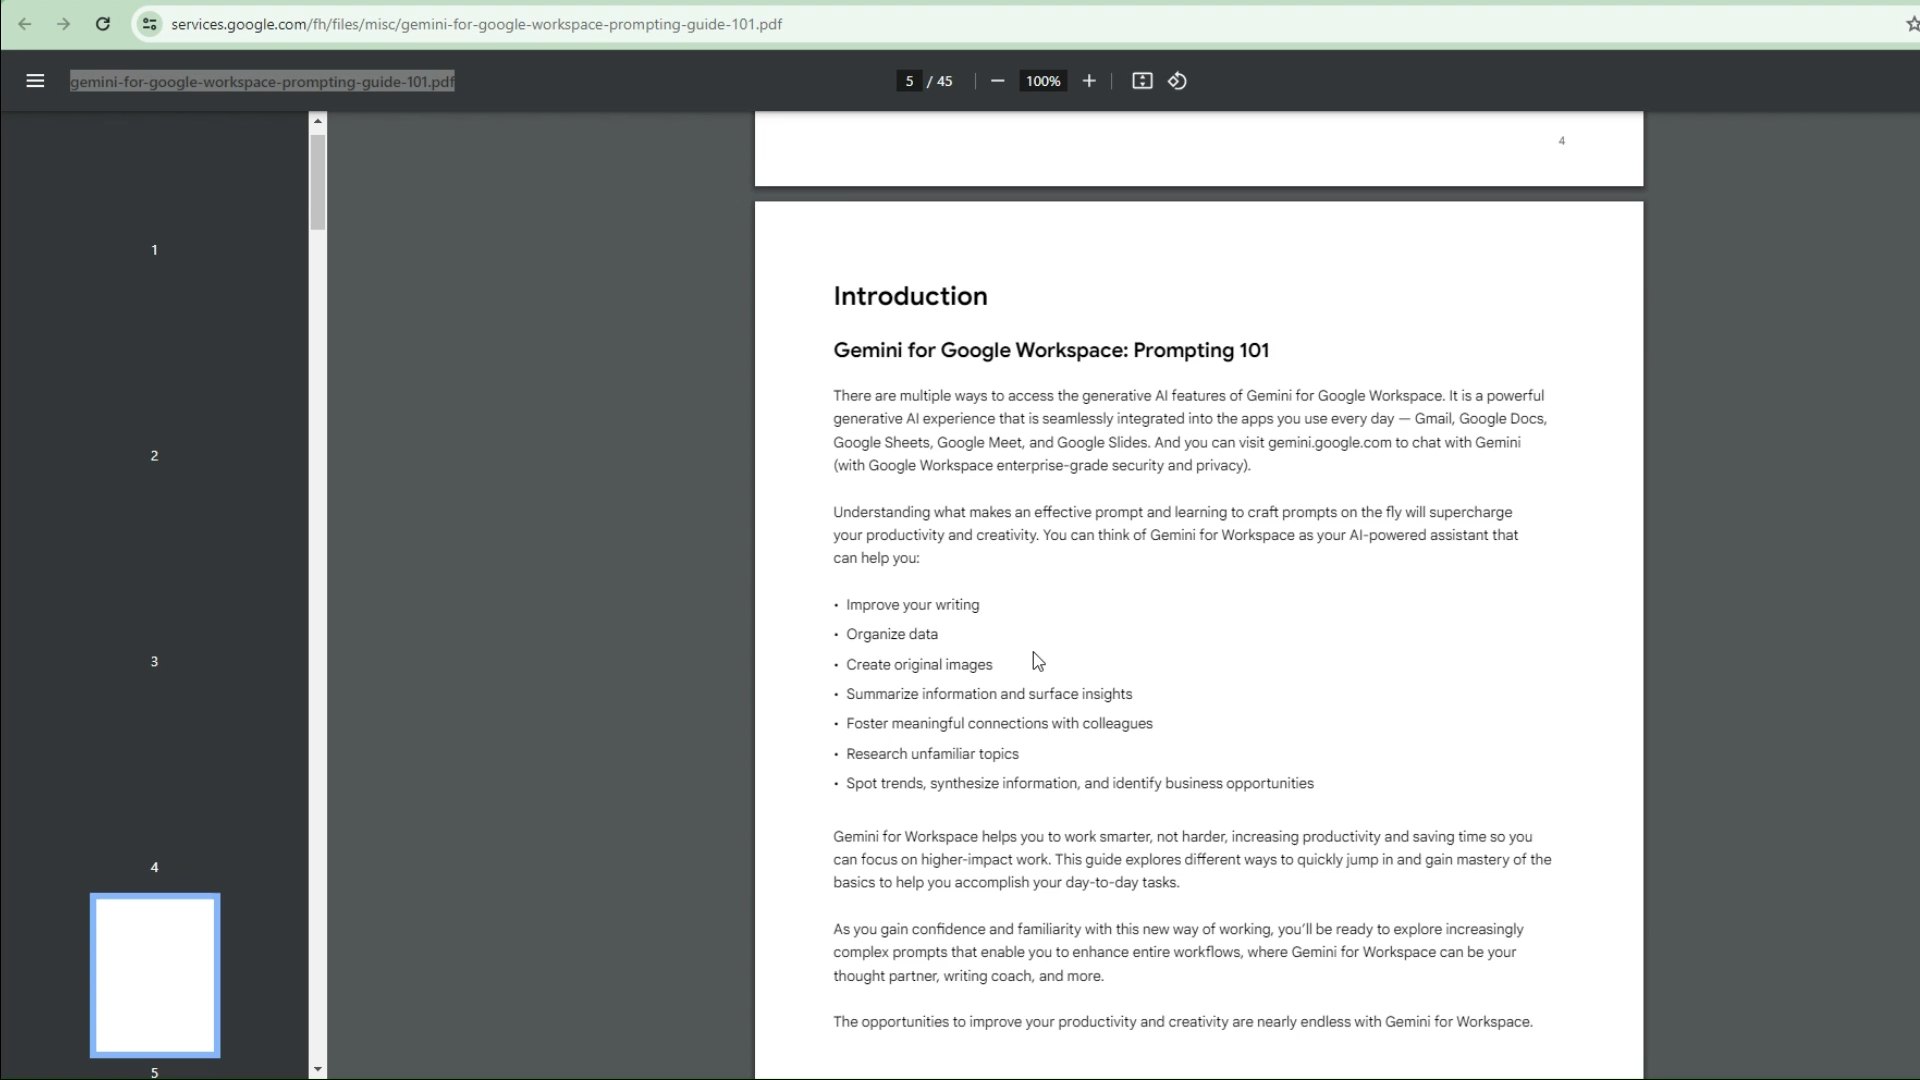 services.google.com/fh/files/misc/gemini-for-google-workspace-prompting-guide-101.pdf
gemini-for-google-workspace-prompting-guide-101.pdf
5 / 45
100%
1
2
3
4
5
4
Introduction
Gemini for Google Workspace: Prompting 101
There are multiple ways to access the generative AI features of Gemini for Google Workspace. It is a powerful
generative AI experience that is seamlessly integrated into the apps you use every day — Gmail, Google Docs,
Google Sheets, Google Meet, and Google Slides. And you can visit gemini.google.com to chat with Gemini
(with Google Workspace enterprise-grade security and privacy).
Understanding what makes an effective prompt and learning to craft prompts on the fly will supercharge
your productivity and creativity. You can think of Gemini for Workspace as your AI-powered assistant that
can help you:
• Improve your writing
• Organize data
• Create original images
• Summarize information and surface insights
• Foster meaningful connections with colleagues
• Research unfamiliar topics
• Spot trends, synthesize information, and identify business opportunities
Gemini for Workspace helps you to work smarter, not harder, increasing productivity and saving time so you
can focus on higher-impact work. This guide explores different ways to quickly jump in and gain mastery of the
basics to help you accomplish your day-to-day tasks.
As you gain confidence and familiarity with this new way of working, you'll be ready to explore increasingly
complex prompts that enable you to enhance entire workflows, where Gemini for Workspace can be your
thought partner, writing coach, and more.
The opportunities to improve your productivity and creativity are nearly endless with Gemini for Workspace.